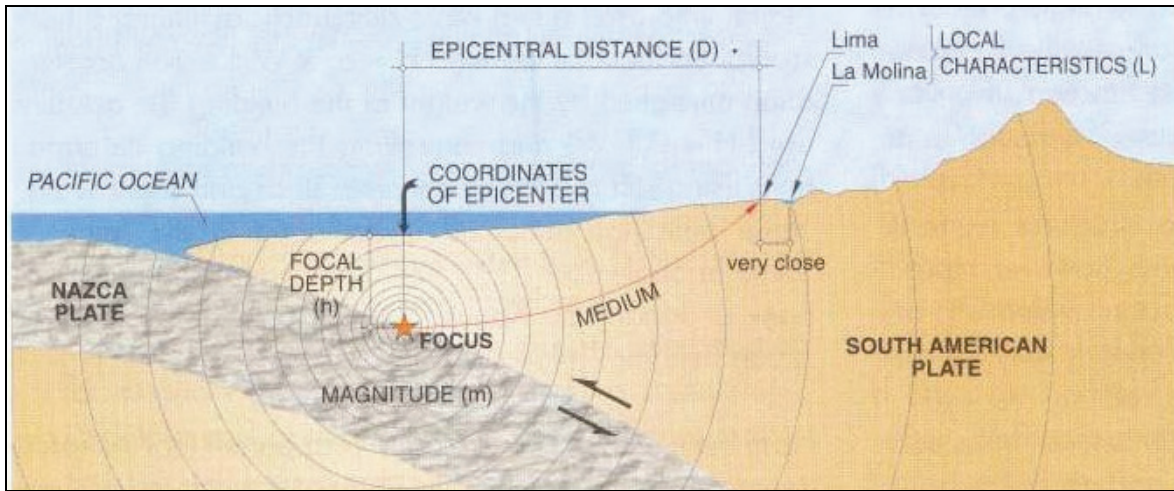 EPICENTRAL DISTANCE (D)
Lima
La Molina
LOCAL
CHARACTERISTICS (L)
PACIFIC OCEAN
COORDINATES
OF EPICENTER
FOCAL
DEPTH
(h)
very close
NAZCA
PLATE
MEDIUM
FOCUS
SOUTH AMERICAN
PLATE
MAGNITUDE (m)